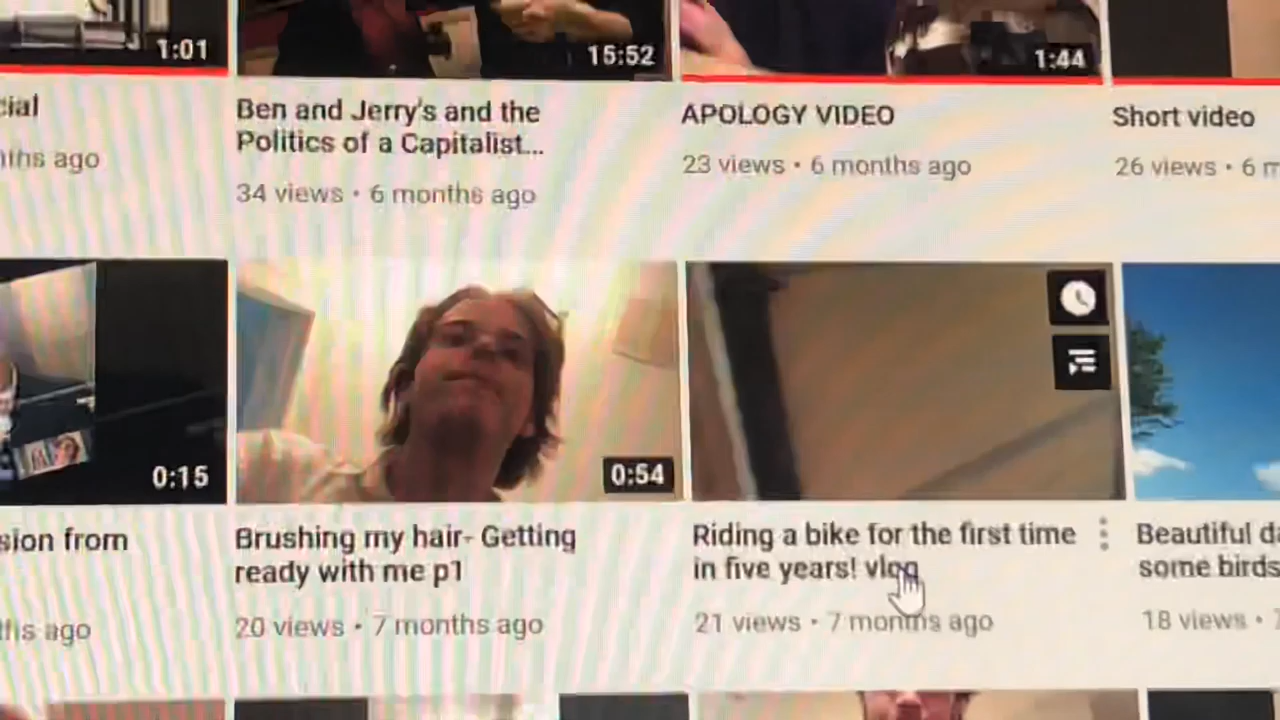 1:01
15:52
1:44
cial
Ben and Jerry's and the
Politics of a Capitalist...
34 views • 6 months ago
APOLOGY VIDEO
23 views • 6 months ago
Short video
26 views • 6 m
ths ago
0:15
0:54
sion from
Brushing my hair- Getting
ready with me p1
20 views • 7 months ago
Riding a bike for the first time
in five years! vlog
21 views • 7 months ago
Beautiful da
some birds
18 views •
ths ago